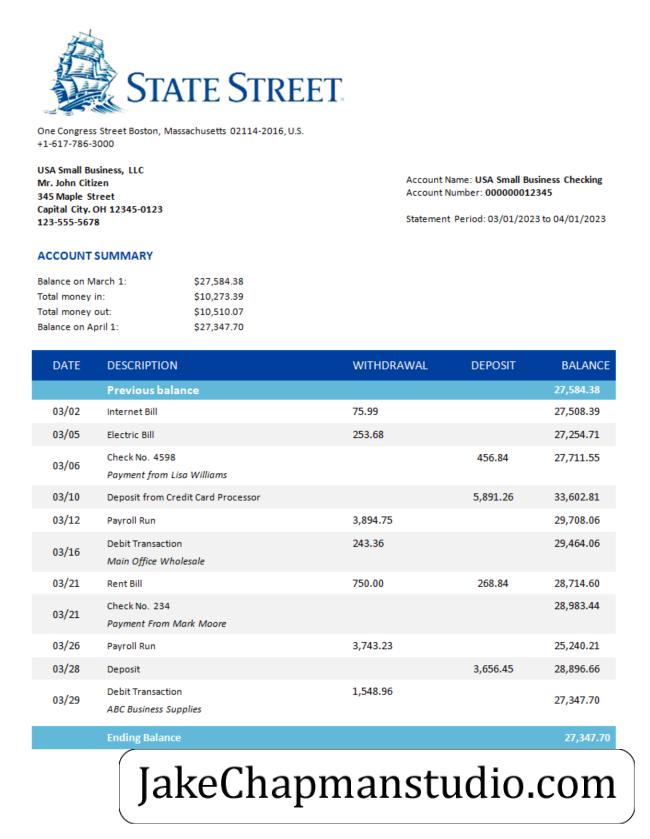 STATE STREET.
One Congress Street Boston, Massachusetts 02114-2016, U.S.
+1-617-786-3000
USA Small Business, LLC
Mr. John Citizen
345 Maple Street
Capital City. OH 12345-0123
123-555-5678
Account Name: USA Small Business Checking
Account Number: 000000012345
Statement Period: 03/01/2023 to 04/01/2023
ACCOUNT SUMMARY
Balance on March 1: $27,584.38
Total money in: $10,273.39
Total money out: $10,510.07
Balance on April 1: $27,347.70
DATE DESCRIPTION WITHDRAWAL DEPOSIT BALANCE
Previous balance 27,584.38
03/02 Internet Bill 75.99 27,508.39
03/05 Electric Bill 253.68 27,254.71
03/06 Check No. 4598 456.84 27,711.55
Payment from Lisa Williams
03/10 Deposit from Credit Card Processor 5,891.26 33,602.81
03/12 Payroll Run 3,894.75 29,708.06
03/16 Debit Transaction 243.36 29,464.06
Main Office Wholesale
03/21 Rent Bill 750.00 268.84 28,714.60
03/21 Check No. 234 28,983.44
Payment From Mark Moore
03/26 Payroll Run 3,743.23 25,240.21
03/28 Deposit 3,656.45 28,896.66
03/29 Debit Transaction 1,548.96 27,347.70
ABC Business Supplies
Ending Balance 27,347.70
JakeChapmanstudio.com